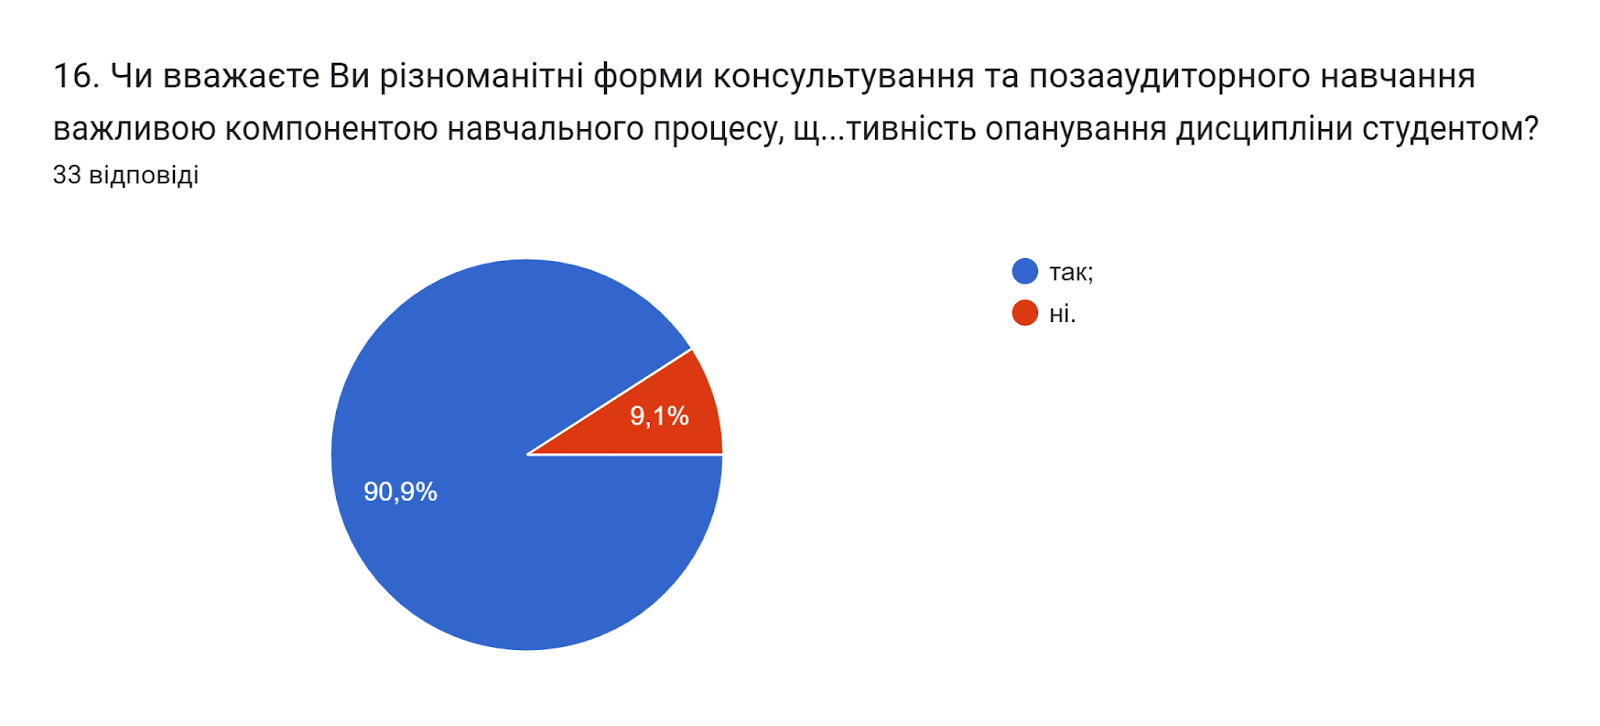 16. Чи вважаєте Ви різноманітні форми консультування та позааудиторного навчання
важливою компонентою навчального процесу, щ...тивність опанування дисципліни студентом?
33 відповіді
так;
ні.
9,1%
90,9%